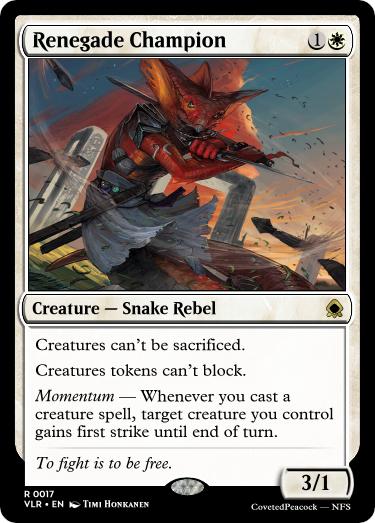 Renegade Champion 1
Creature — Snake Rebel
Creatures can't be sacrificed.
Creatures tokens can't block.
Momentum — Whenever you cast a
creature spell, target creature you control
gains first strike until end of turn.
To fight is to be free.
3/1
R 0017
VLR • EN Timi Honkanen
CovetedPeacock — NFS